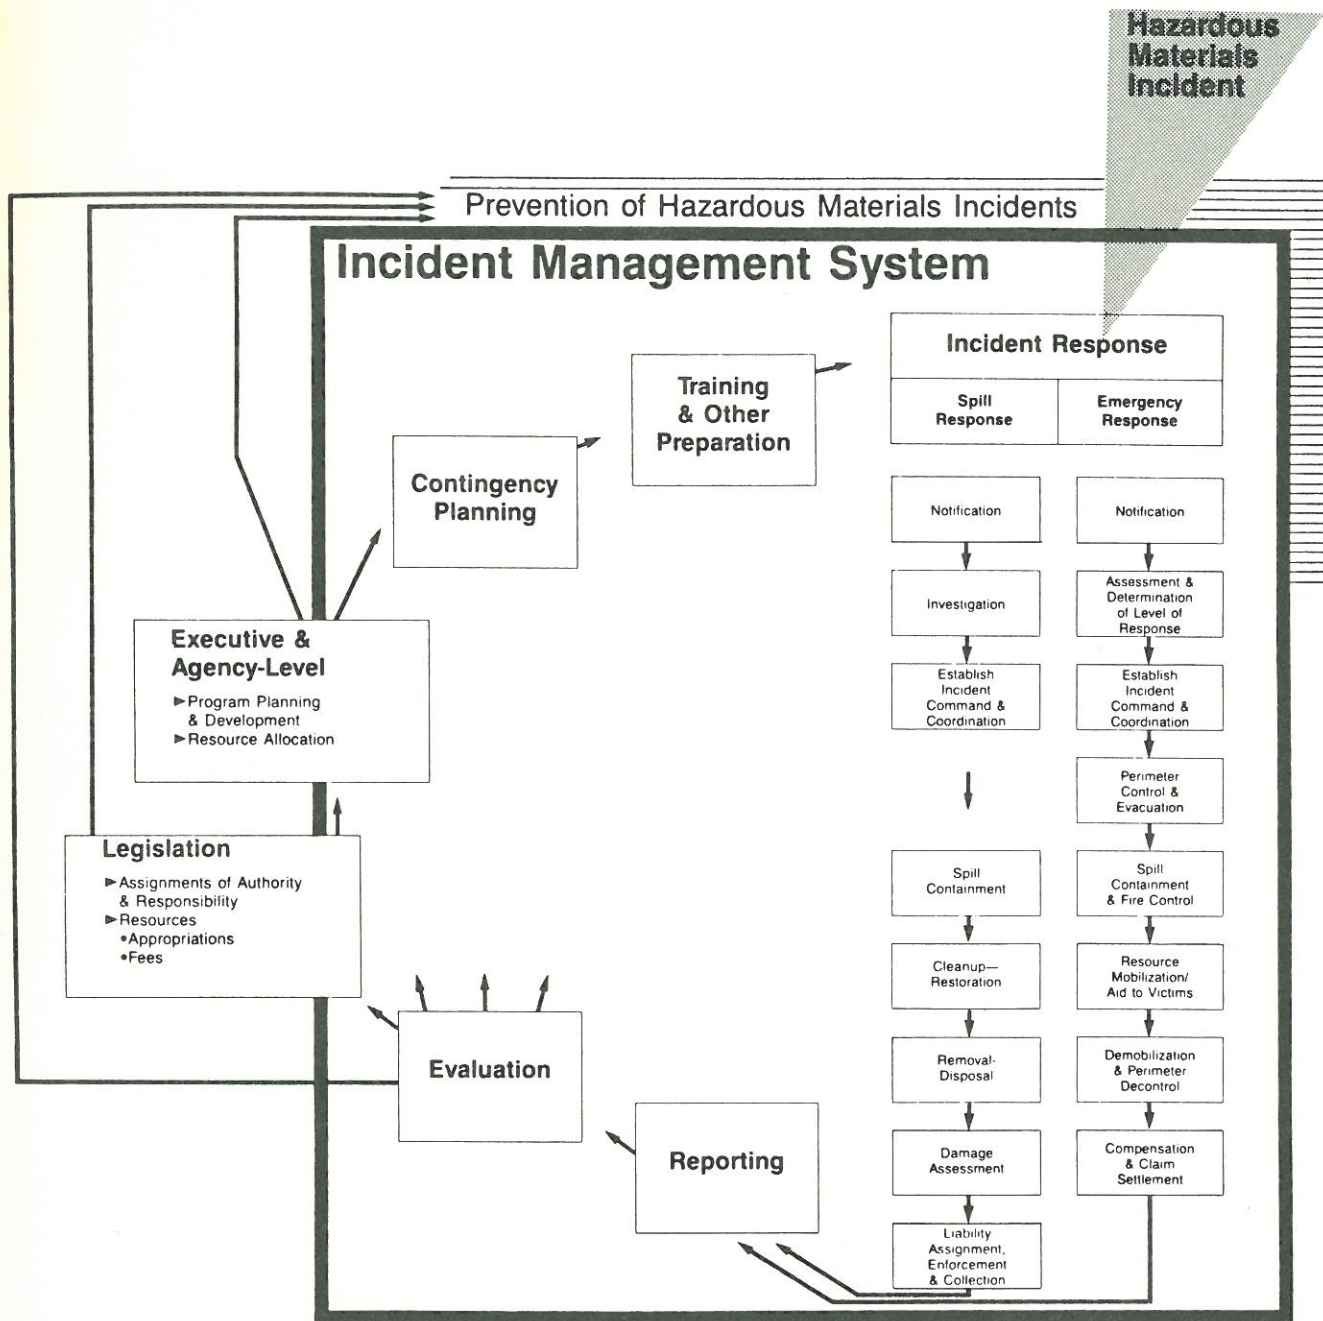 Hazardous
Materials
Incident
Prevention of Hazardous Materials Incidents
Incident Management System
Incident Response
Spill
Response
Emergency
Response
Training
& Other
Preparation
Contingency
Planning
Executive &
Agency-Level
►Program Planning
& Development
►Resource Allocation
Legislation
►Assignments of Authority
& Responsibility
►Resources
•Appropriations
•Fees
Evaluation
Reporting
Notification
Investigation
Establish
Incident
Command &
Coordination
Spill
Containment
Cleanup—
Restoration
Removal-
Disposal
Damage
Assessment
Liability
Assignment,
Enforcement
& Collection
Notification
Assessment &
Determination
of Level of
Response
Establish
Incident
Command &
Coordination
Perimeter
Control &
Evacuation
Spill
Containment
& Fire Control
Resource
Mobilization/
Aid to Victims
Demobilization
& Perimeter
Decontrol
Compensation
& Claim
Settlement